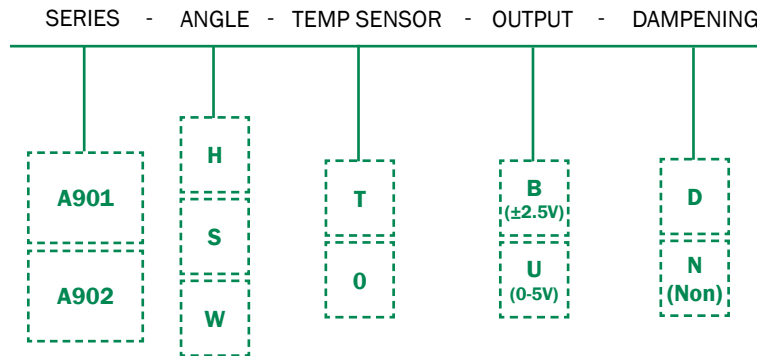 SERIES - ANGLE - TEMP SENSOR - OUTPUT - DAMPENING
A901
A902
H
S
W
T
0
B
(±2.5V)
U
(0-5V)
D
N
(Non)